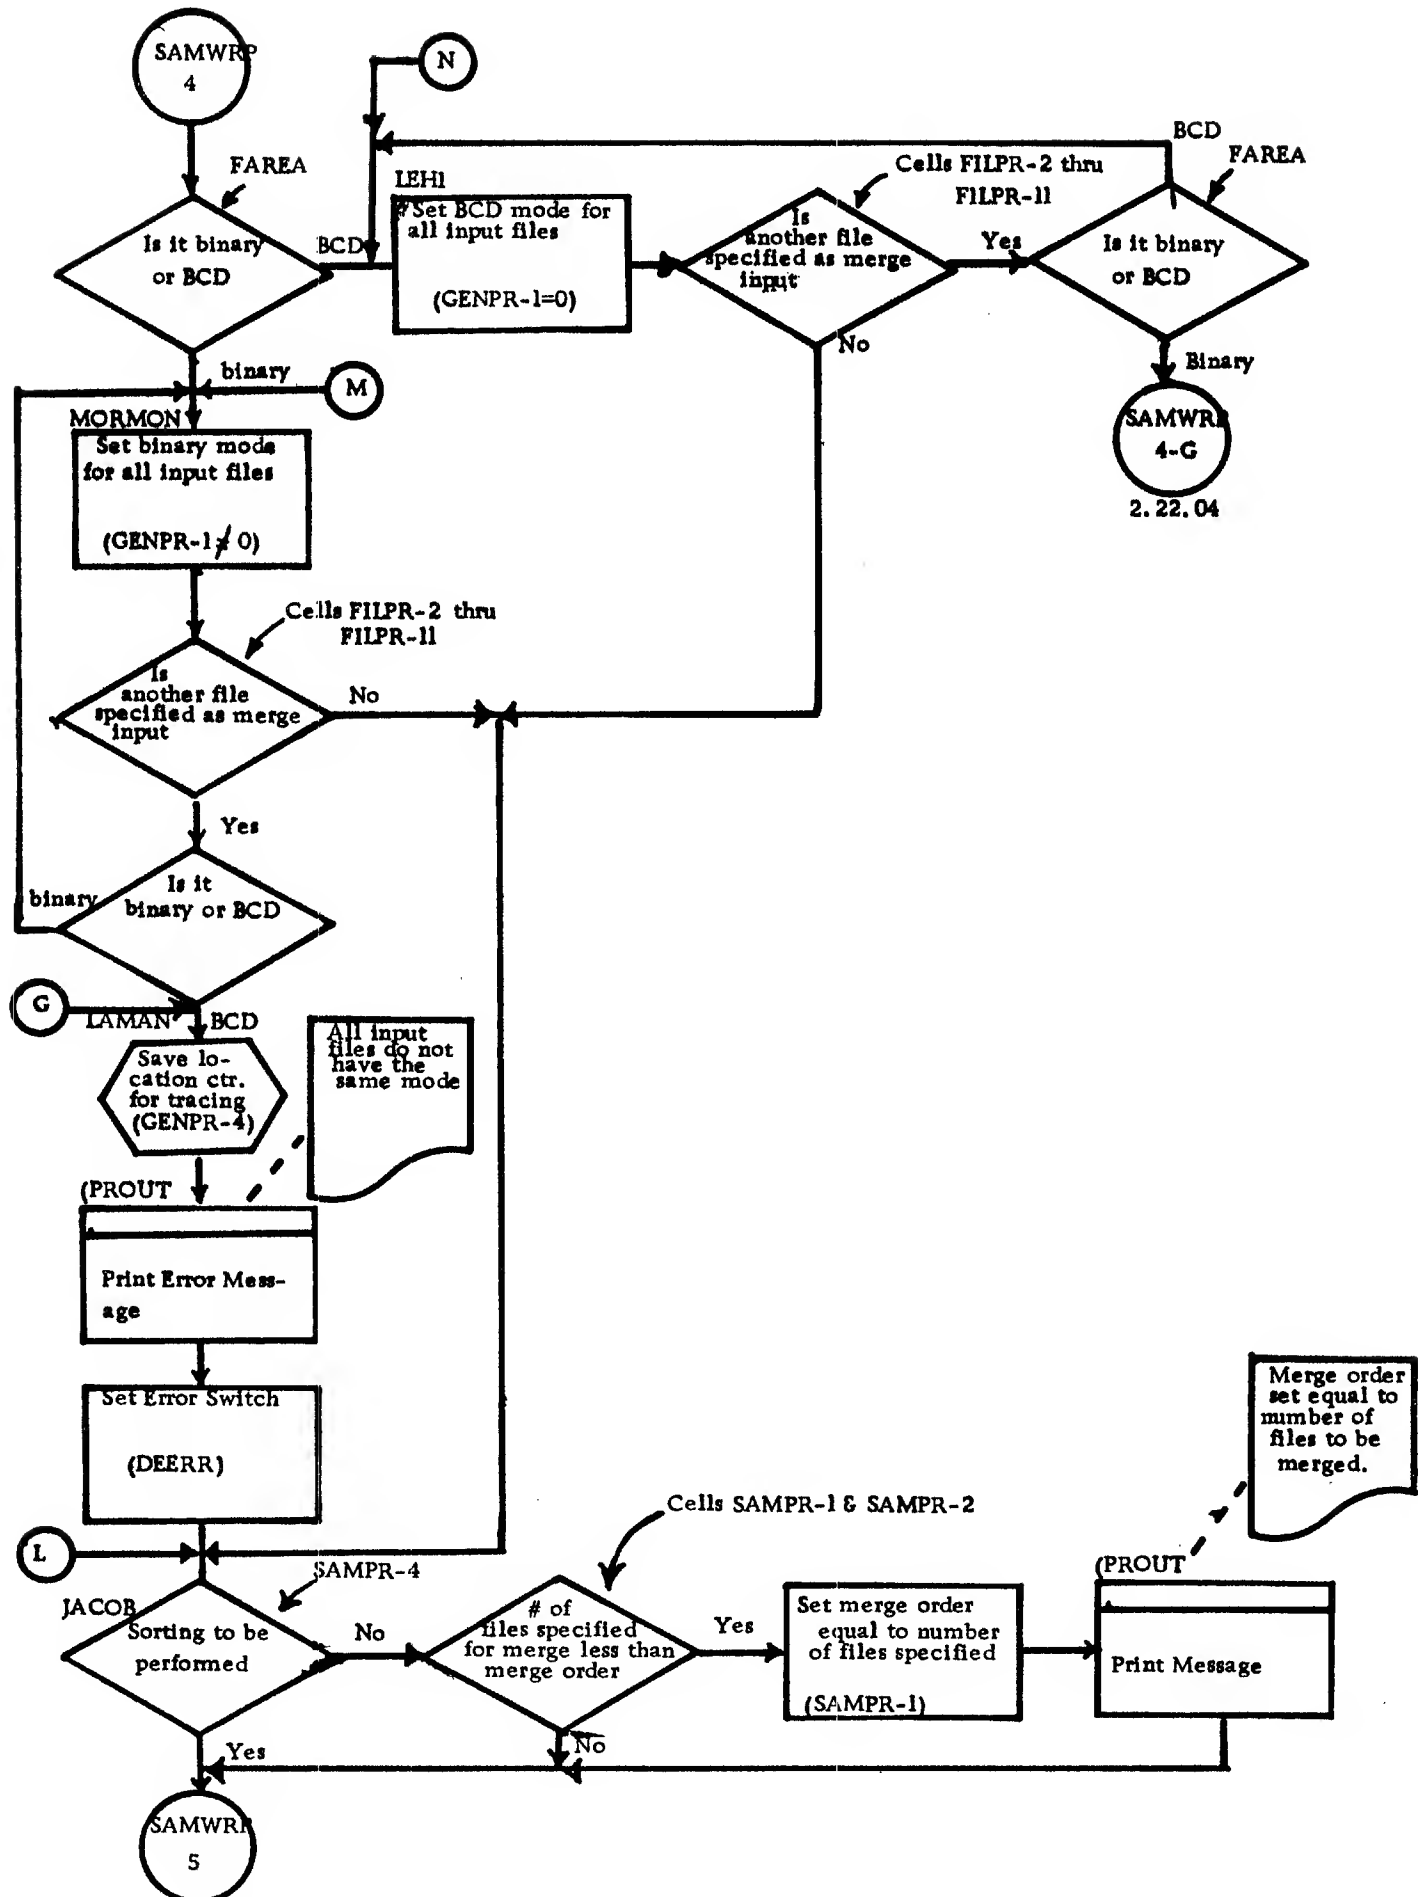 SAMWRP
4
N
FAREA
Is it binary
or BCD
BCD
LEHI
#Set BCD mode for
all input files
(GENPR-1=0)
Cells FILPR-2 thru
FILPR-11
Is
another file
specified as merge
input
Yes
No
BCD
FAREA
Is it binary
or BCD
Binary
SAMWRP
4-G
2.22.04
binary
M
MORMON
Set binary mode
for all input files
(GENPR-1≠0)
Cells FILPR-2 thru
FILPR-11
Is
another file
specified as merge
input
No
Yes
Is it
binary or BCD
binary
G
LAMAN
BCD
Save lo-
cation ctr.
for tracing
(GENPR-4)
All input
files do not
have the
same mode
(PROUT
Print Error Mess-
age
Set Error Switch
(DEERR)
L
JACOB
SAMPR-4
Sorting to be
performed
No
Yes
Cells SAMPR-1 & SAMPR-2
# of
files specified
for merge less than
merge order
Yes
No
Set merge order
equal to number
of files specified
(SAMPR-1)
Merge order
set equal to
number of
files to be
merged.
(PROUT
Print Message
SAMWRP
5